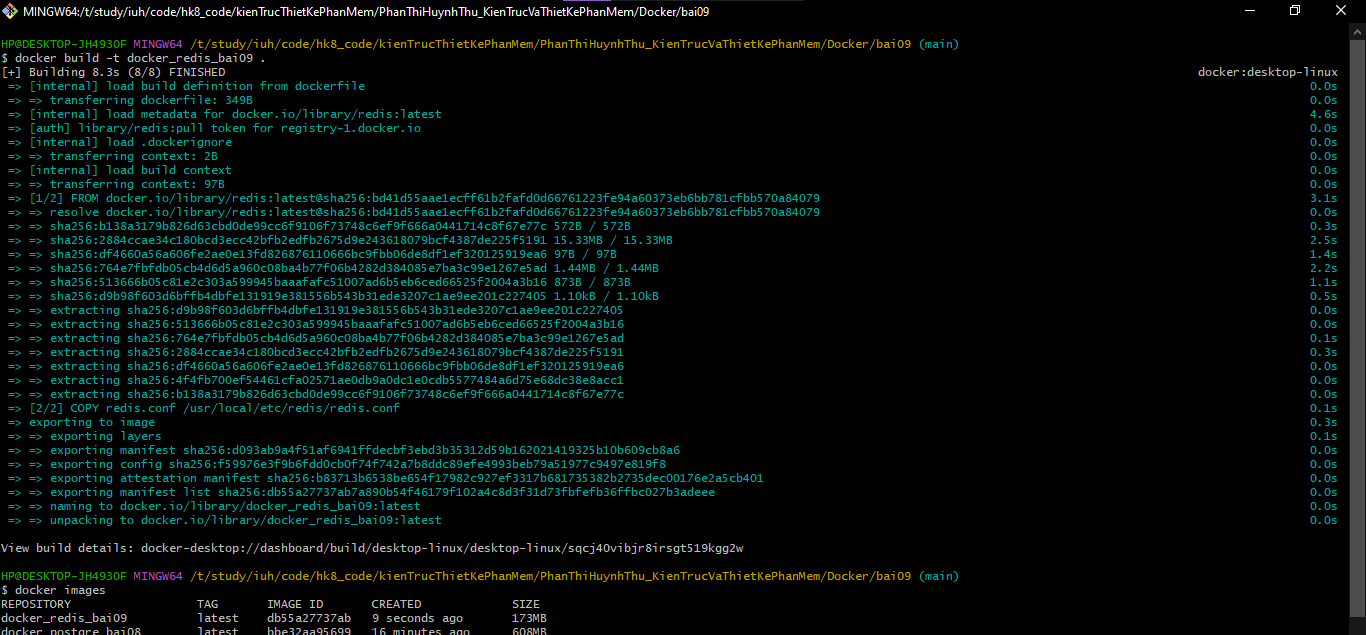 MINGW64:/t/study/iuh/code/hk8_code/kienTrucThietKePhanMem/PhanThiHuynhThu_KienTrucVaThietKePhanMem/Docker/bai09
HP@DESKTOP-JH493OF MINGW64 /t/study/iuh/code/hk8_code/kienTrucThietKePhanMem/PhanThiHuynhThu_KienTrucVaThietKePhanMem/Docker/bai09 (main)
$ docker build -t docker_redis_bai09 .
[+] Building 8.3s (8/8) FINISHED docker:desktop-linux
=> [internal] load build definition from dockerfile 0.0s
=> => transferring dockerfile: 349B 0.0s
=> [internal] load metadata for docker.io/library/redis:latest 4.6s
=> [auth] library/redis:pull token for registry-1.docker.io 0.0s
=> [internal] load .dockerignore 0.0s
=> => transferring context: 2B 0.0s
=> [internal] load build context 0.0s
=> => transferring context: 97B 0.0s
=> [1/2] FROM docker.io/library/redis:latest@sha256:bd41d55aae1ecff61b2fafd0d66761223fe94a60373eb6bb781cfbb570a84079 3.1s
=> => resolve docker.io/library/redis:latest@sha256:bd41d55aae1ecff61b2fafd0d66761223fe94a60373eb6bb781cfbb570a84079 0.0s
=> => sha256:b138a3179b826d63cbd0de99cc6f9106f73748c6ef9f666a0441714c8f67e77c 572B / 572B 0.3s
=> => sha256:2884ccae34c180bcd3ecc42bfb2edfb2675d9e243618079bcf4387de225f5191 15.33MB / 15.33MB 2.5s
=> => sha256:df4660a56a606fe2ae0e13fd826876110666bc9fbb06de8df1ef320125919ea6 97B / 97B 1.4s
=> => sha256:764e7fbfdb05cb4d6d5a960c08ba4b77f06b4282d384085e7ba3c99e1267e5ad 1.44MB / 1.44MB 2.2s
=> => sha256:513666b05c81e2c303a599945baaafafc51007ad6b5eb6ced66525f2004a3b16 873B / 873B 1.1s
=> => sha256:d9b98f603d6bffb4dbfe131919e381556b543b31ede3207c1ae9ee201c227405 1.10kB / 1.10kB 0.5s
=> => extracting sha256:d9b98f603d6bffb4dbfe131919e381556b543b31ede3207c1ae9ee201c227405 0.0s
=> => extracting sha256:513666b05c81e2c303a599945baaafafc51007ad6b5eb6ced66525f2004a3b16 0.0s
=> => extracting sha256:764e7fbfdb05cb4d6d5a960c08ba4b77f06b4282d384085e7ba3c99e1267e5ad 0.1s
=> => extracting sha256:2884ccae34c180bcd3ecc42bfb2edfb2675d9e243618079bcf4387de225f5191 0.3s
=> => extracting sha256:df4660a56a606fe2ae0e13fd826876110666bc9fbb06de8df1ef320125919ea6 0.0s
=> => extracting sha256:4f4fb700ef54461cfa02571ae0db9a0dc1e0cdb5577484a6d75e68dc38e8acc1 0.0s
=> => extracting sha256:b138a3179b826d63cbd0de99cc6f9106f73748c6ef9f666a0441714c8f67e77c 0.0s
=> [2/2] COPY redis.conf /usr/local/etc/redis/redis.conf 0.1s
=> exporting to image 0.3s
=> => exporting layers 0.1s
=> => exporting manifest sha256:d093ab9a4f51af6941ffdecbf3ebd3b35312d59b162021419325b10b609cb8a6 0.0s
=> => exporting config sha256:f59976e3f9b6fdd0cb0f74f742a7b8ddc89efe4993beb79a51977c9497e819f8 0.0s
=> => exporting attestation manifest sha256:b83713b6538be654f17982c927ef3317b681735382b2735dec00176e2a5cb401 0.0s
=> => exporting manifest list sha256:db55a27737ab7a890b54f46179f102a4c8d3f31d73fbfefb36ffbc027b3adeee 0.0s
=> => naming to docker.io/library/docker_redis_bai09:latest 0.0s
=> => unpacking to docker.io/library/docker_redis_bai09:latest 0.0s
View build details: docker-desktop://dashboard/build/desktop-linux/desktop-linux/sqcj40vibjr8irsgt519kgg2w
HP@DESKTOP-JH493OF MINGW64 /t/study/iuh/code/hk8_code/kienTrucThietKePhanMem/PhanThiHuynhThu_KienTrucVaThietKePhanMem/Docker/bai09 (main)
$ docker images
REPOSITORY TAG IMAGE ID CREATED SIZE
docker_redis_bai09 latest db55a27737ab 9 seconds ago 173MB
docker_postgre_bai08 latest bbe32aa95699 16 minutes ago 608MB